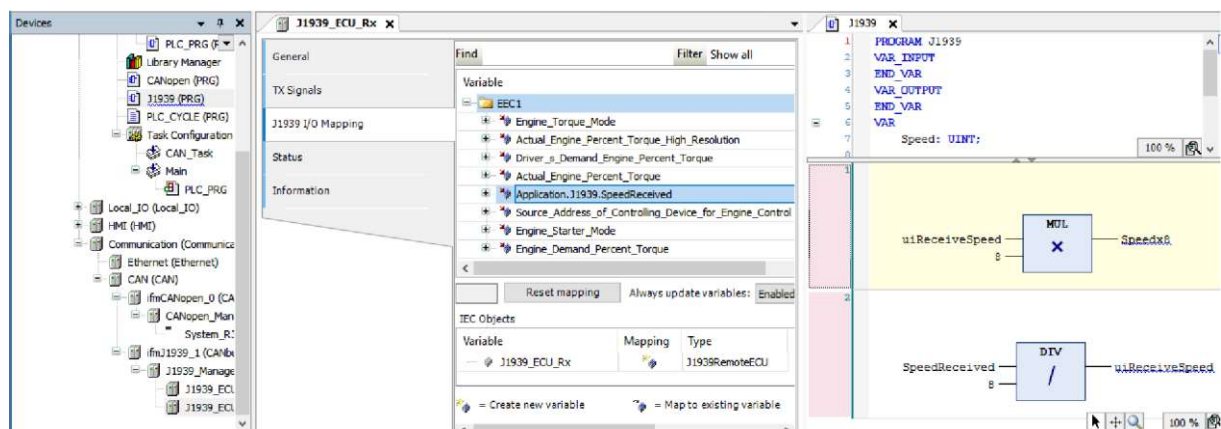 Devices
PLC_PRG (F
Library Manager
CANopen (PRG)
J1939 (PRG)
PLC_CYCLE (PRG)
Task Configuration
CAN_Task
Main
PLC_PRG
Local_IO (Local_IO)
HMI (HMI)
Communication (Communica
Ethernet (Ethernet)
CAN (CAN)
ifmCANopen_0 (CA
CANopen_Man
ifmJ1939_1 (CANbu
J1939_Manage
J1939_ECU
J1939_ECU
J1939_ECU_Rx
General
TX Signals
J1939 I/O Mapping
Status
Information
Find Filter Show all
Variable
EEC1
Engine_Torque_Mode
Actual_Engine_Percent_Torque_High_Resolution
Driver_s_Demand_Engine_Percent_Torque
Actual_Engine_Percent_Torque
Application.J1939.SpeedReceived
Source_Address_of_Controlling_Device_for_Engine_Control
Engine_Starter_Mode
Engine_Demand_Percent_Torque
Reset mapping Always update variables: Enabled
IEC Objects
Variable Mapping Type
J1939_ECU_Rx J1939RemoteECU
= Create new variable = Map to existing variable
J1939
1 PROGRAM J1939
2 VAR_INPUT
3 END_VAR
4 VAR_OUTPUT
5 END_VAR
6 VAR
7 Speed: UINT;
8
100 %
1
MUL
uiReceiveSpeed × Speedx8
8
2
DIV
SpeedReceived / uiReceiveSpeed
8
100 %